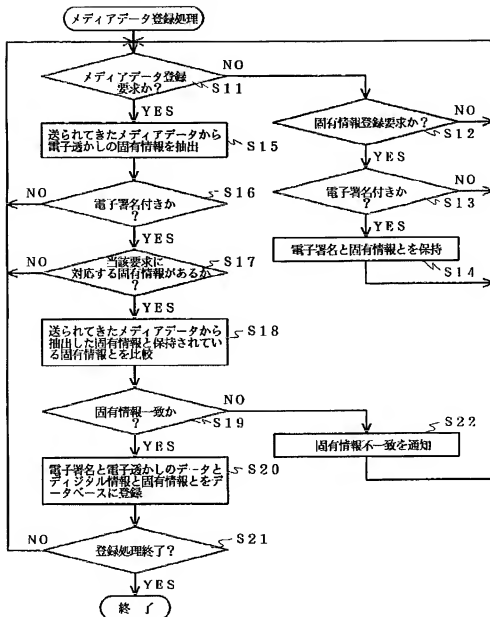 メディアデータ登録処理
メディアデータ登録
要求か?
NO
S11
YES
固有情報登録要求か?
NO
S12
YES
送られてきたメディアデータから
電子透かしの固有情報を抽出
S15
電子署名付きか
?
NO
S13
YES
電子署名と固有情報とを保持
S14
NO
電子署名付きか
?
S16
YES
NO
当該要求に
対応する固有情報があるか
?
S17
YES
送られてきたメディアデータから
抽出した固有情報と保持されてい
る固有情報とを比較
S18
固有情報一致か
?
NO
S19
YES
固有情報不一致を通知
S22
電子署名と電子透かしのデータと
ディジタル情報と固有情報とをデ
ータベースに登録
S20
NO
登録処理終了?
S21
YES
終 了